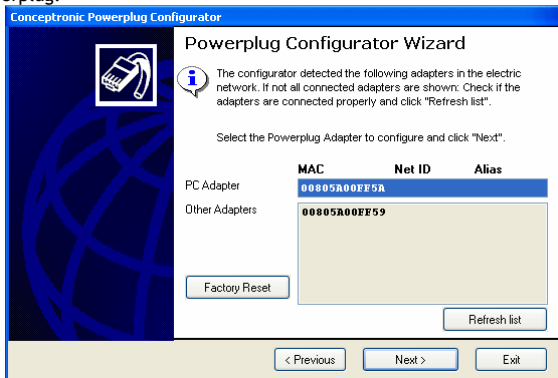 erplug.
Conceptronic Powerplug Configurator
Powerplug Configurator Wizard
The configurator detected the following adapters in the electric
network. If not all connected adapters are shown: Check if the
adapters are connected properly and click "Refresh list".
Select the Powerplug Adapter to configure and click "Next".
MAC Net ID Alias
PC Adapter 00805A00FF5A
Other Adapters 00805A00FF59
Factory Reset
Refresh list
< Previous Next > Exit